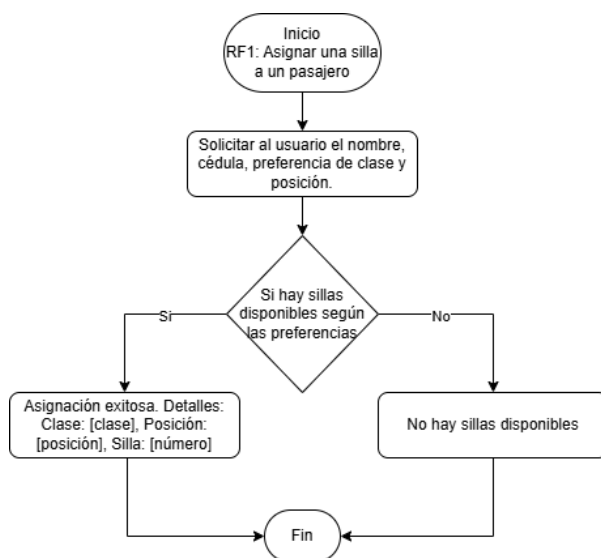 Inicio
RF1: Asignar una silla
a un pasajero
Solicitar al usuario el nombre,
cédula, preferencia de clase y
posición.
Si hay sillas
disponibles según
las preferencias
Si
No
Asignación exitosa. Detalles:
Clase: [clase], Posición:
[posición], Silla: [número]
No hay sillas disponibles
Fin